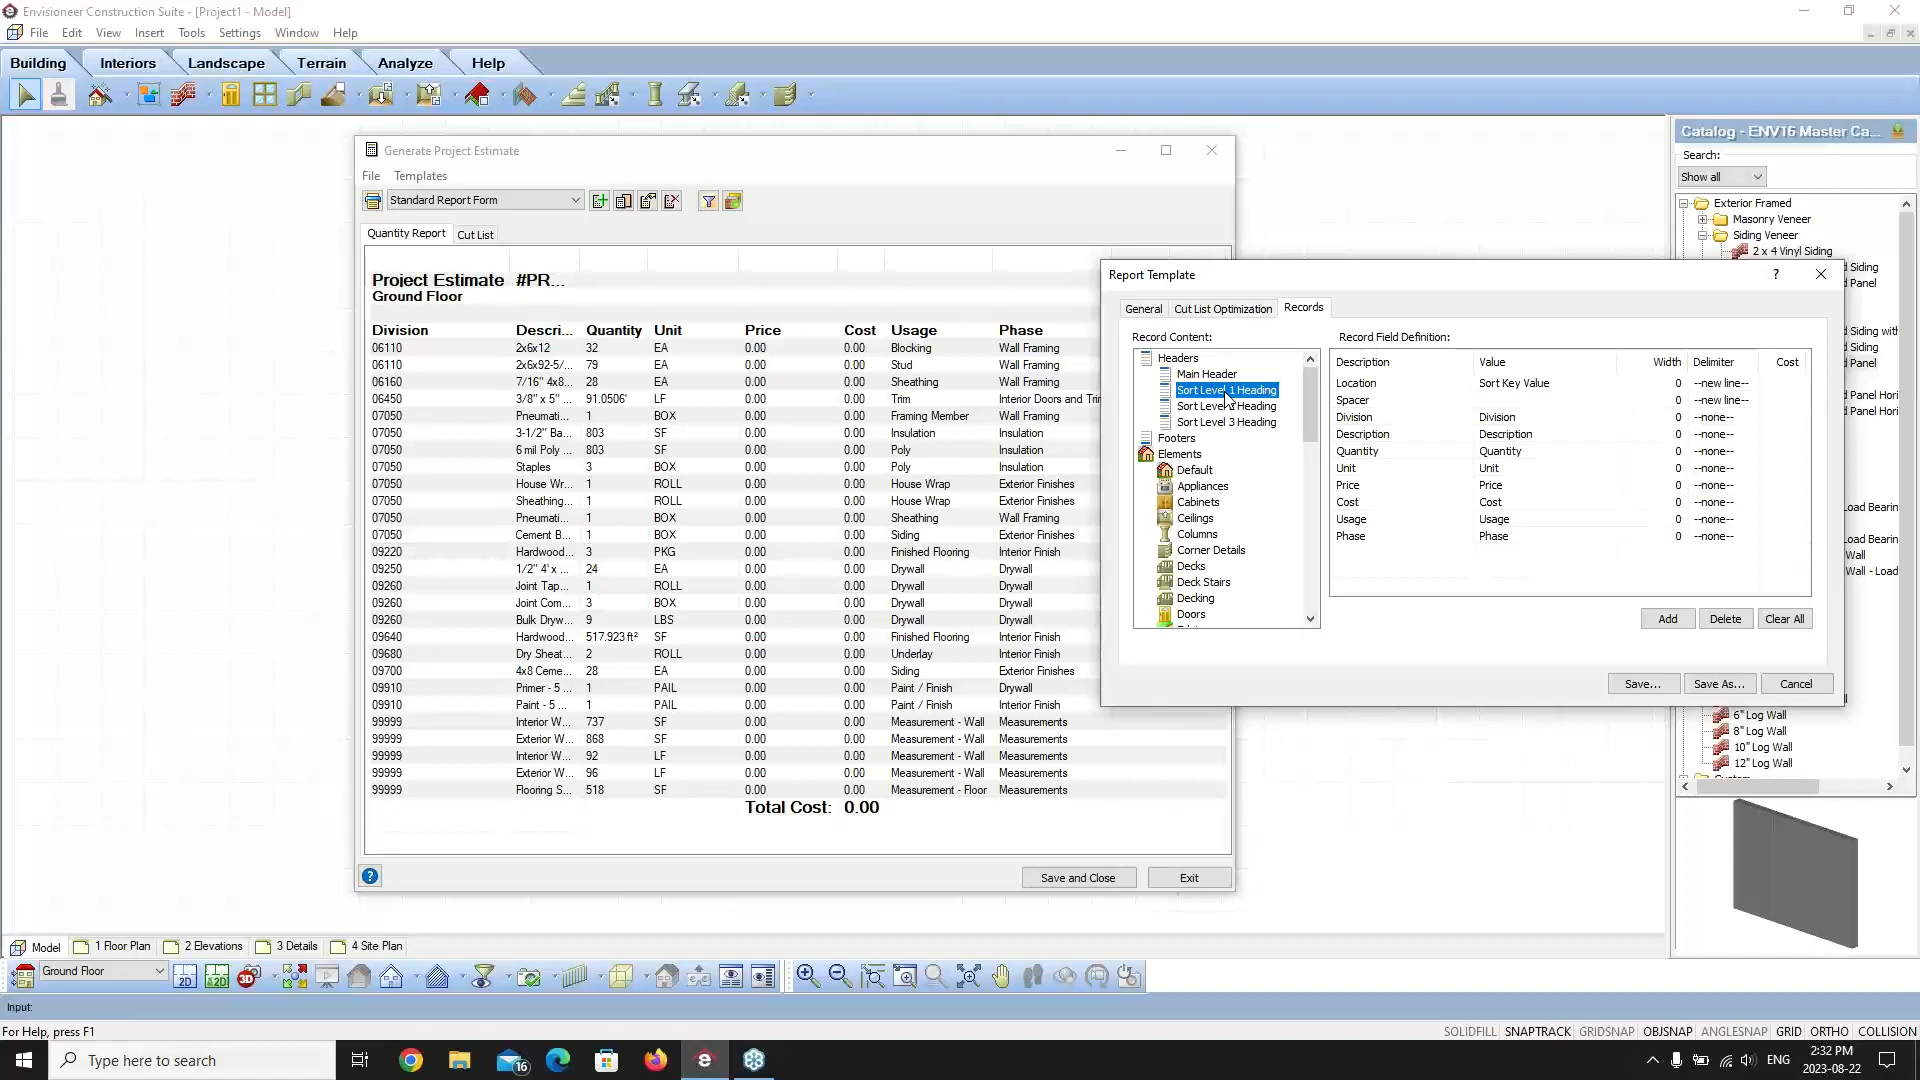 Envisioneer Construction Suite - [Project1 - Model]
File Edit View Insert Tools Settings Window Help
Building Interiors Landscape Terrain Analyze Help
Catalog - ENV16 Master Ca...
Search:
Show all
Exterior Framed
Masonry Veneer
Siding Veneer
2 x 4 Vinyl Siding
d Siding
d Panel
d Siding with
d Siding
d Panel
d Panel Hori
d Panel
Load Bearin
Load Bearin
Wall
Wall - Load
6" Log Wall
8" Log Wall
10" Log Wall
12" Log Wall
Generate Project Estimate
File Templates
Standard Report Form
Quantity Report Cut List
Project Estimate #PR...
Ground Floor
Division Descri... Quantity Unit Price Cost Usage Phase
06110 2x6x12 32 EA 0.00 0.00 Blocking Wall Framing
06110 2x6x92-5/... 79 EA 0.00 0.00 Stud Wall Framing
06160 7/16" 4x8... 28 EA 0.00 0.00 Sheathing Wall Framing
06450 3/8" x 5" ... 91.0506' LF 0.00 0.00 Trim Interior Doors and Trim
07050 Pneumati... 1 BOX 0.00 0.00 Framing Member Wall Framing
07050 3-1/2" Ba... 803 SF 0.00 0.00 Insulation Insulation
07050 6 mil Poly ... 803 SF 0.00 0.00 Poly Insulation
07050 Staples 3 BOX 0.00 0.00 Poly Insulation
07050 House Wr... 1 ROLL 0.00 0.00 House Wrap Exterior Finishes
07050 Sheathing... 1 ROLL 0.00 0.00 House Wrap Exterior Finishes
07050 Pneumati... 1 BOX 0.00 0.00 Sheathing Wall Framing
07050 Cement B... 1 BOX 0.00 0.00 Siding Exterior Finishes
09220 Hardwood... 3 PKG 0.00 0.00 Finished Flooring Interior Finish
09250 1/2" 4' x ... 24 EA 0.00 0.00 Drywall Drywall
09260 Joint Tap... 1 ROLL 0.00 0.00 Drywall Drywall
09260 Joint Com... 3 BOX 0.00 0.00 Drywall Drywall
09260 Bulk Dryw... 9 LBS 0.00 0.00 Drywall Drywall
09640 Hardwood... 517.923 ft² SF 0.00 0.00 Finished Flooring Interior Finish
09680 Dry Sheat... 2 ROLL 0.00 0.00 Underlay Interior Finish
09700 4x8 Ceme... 28 EA 0.00 0.00 Siding Exterior Finishes
09910 Primer - 5 ... 1 PAIL 0.00 0.00 Paint / Finish Drywall
09910 Paint - 5 ... 1 PAIL 0.00 0.00 Paint / Finish Interior Finish
99999 Interior W... 737 SF 0.00 0.00 Measurement - Wall Measurements
99999 Exterior W... 868 SF 0.00 0.00 Measurement - Wall Measurements
99999 Interior W... 92 LF 0.00 0.00 Measurement - Wall Measurements
99999 Exterior W... 96 LF 0.00 0.00 Measurement - Wall Measurements
99999 Flooring S... 518 SF 0.00 0.00 Measurement - Floor Measurements
Total Cost: 0.00
Save and Close Exit
Report Template
General Cut List Optimization Records
Record Content:
Headers
Main Header
Sort Level 1 Heading
Sort Level 2 Heading
Sort Level 3 Heading
Footers
Elements
Default
Appliances
Cabinets
Ceilings
Columns
Corner Details
Decks
Deck Stairs
Decking
Doors
Record Field Definition:
Description Value Width Delimiter Cost
Location Sort Key Value 0 --new line--
Spacer 0 --new line--
Division Division 0 --none--
Description Description 0 --none--
Quantity Quantity 0 --none--
Unit Unit 0 --none--
Price Price 0 --none--
Cost Cost 0 --none--
Usage Usage 0 --none--
Phase Phase 0 --none--
Add Delete Clear All
Save... Save As... Cancel
Model 1 Floor Plan 2 Elevations 3 Details 4 Site Plan
Ground Floor 2D 2D 3D
Input:
For Help, press F1
SOLIDFILL SNAPTRACK GRIDSNAP OBJSNAP ANGLESNAP GRID ORTHO COLLISION
Type here to search
16
ENG
2:32 PM
2023-08-22